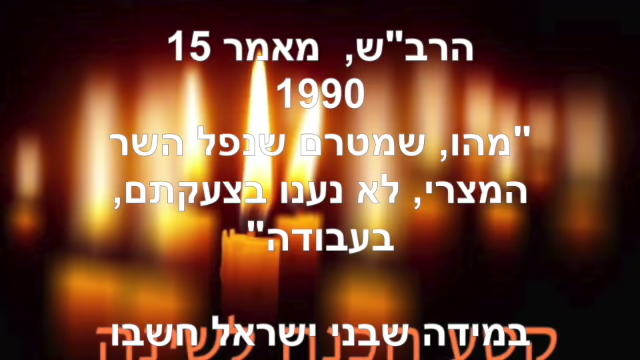 הרב"ש, מאמר 15
1990
"מהו, שמטרם שנפל השר
המצרי, לא נענו בצעקתם,
בעבודה"
במידה שבני ישראל חשבו